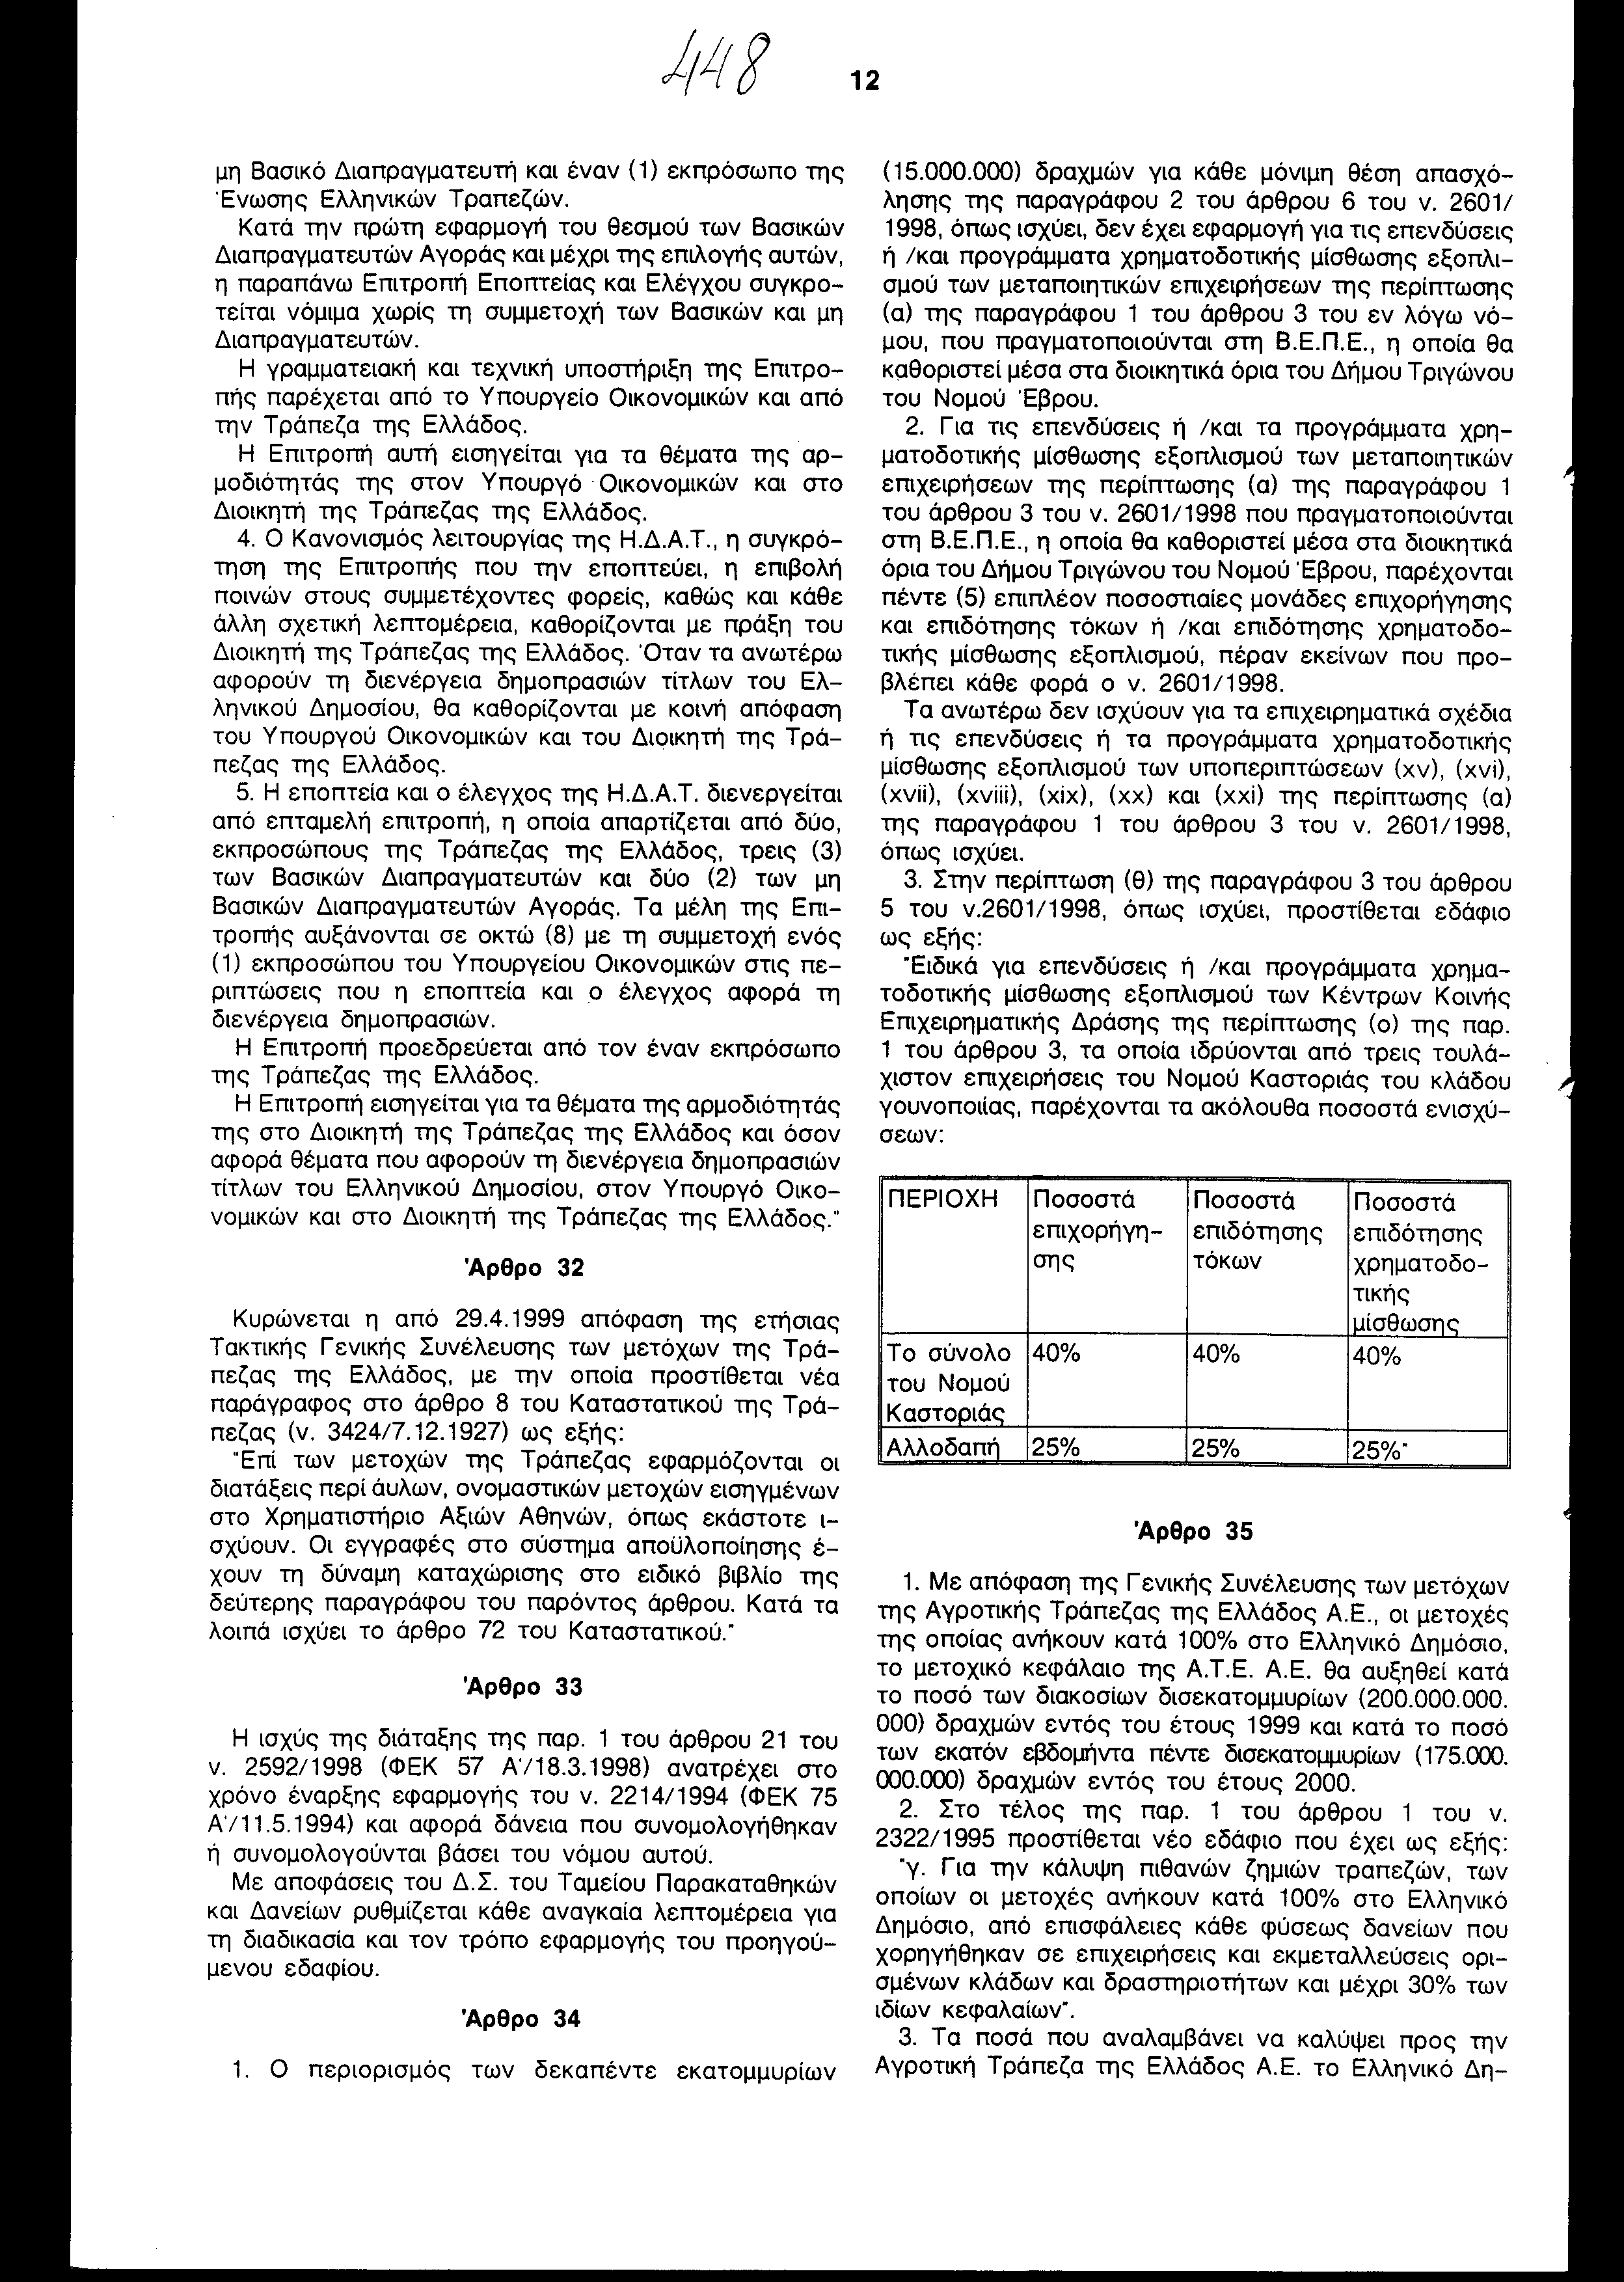 448
12
μη Βασικό Διαπραγματευτή και έναν (1) εκπρόσωπο της
Ένωσης Ελληνικών Τραπεζών.
Κατά την πρώτη εφαρμογή του θεσμού των Βασικών
Διαπραγματευτών Αγοράς και μέχρι της επιλογής αυτών,
η παραπάνω Επιτροπή Εποπτείας και Ελέγχου συγκρο-
τείται νόμιμα χωρίς τη συμμετοχή των Βασικών και μη
Διαπραγματευτών.
Η γραμματειακή και τεχνική υποστήριξη της Επιτρο-
πής παρέχεται από το Υπουργείο Οικονομικών και από
την Τράπεζα της Ελλάδος.
Η Επιτροπή αυτή εισηγείται για τα θέματα της αρ-
μοδιότητάς της στον Υπουργό Οικονομικών και στο
Διοικητή της Τράπεζας της Ελλάδος.
4. Ο Κανονισμός λειτουργίας της Η.Δ.Α.Τ., η συγκρό-
τηση της Επιτροπής που την εποπτεύει, η επιβολή
ποινών στους συμμετέχοντες φορείς, καθώς και κάθε
άλλη σχετική λεπτομέρεια, καθορίζονται με πράξη του
Διοικητή της Τράπεζας της Ελλάδος. Όταν τα ανωτέρω
αφορούν τη διενέργεια δημοπρασιών τίτλων του Ελ-
ληνικού Δημοσίου, θα καθορίζονται με κοινή απόφαση
του Υπουργού Οικονομικών και του Διοικητή της Τρά-
πεζας της Ελλάδος.
5. Η εποπτεία και ο έλεγχος της Η.Δ.Α.Τ. διενεργείται
από επταμελή επιτροπή, η οποία απαρτίζεται από δύο,
εκπροσώπους της Τράπεζας της Ελλάδος, τρεις (3)
των Βασικών Διαπραγματευτών και δύο (2) των μη
Βασικών Διαπραγματευτών Αγοράς. Τα μέλη της Επι-
τροπής αυξάνονται σε οκτώ (8) με τη συμμετοχή ενός
(1) εκπροσώπου του Υπουργείου Οικονομικών στις πε-
ριπτώσεις που η εποπτεία και ο έλεγχος αφορά τη
διενέργεια δημοπρασιών.
Η Επιτροπή προεδρεύεται από τον έναν εκπρόσωπο
της Τράπεζας της Ελλάδος.
Η Επιτροπή εισηγείται για τα θέματα της αρμοδιότητάς
της στο Διοικητή της Τράπεζας της Ελλάδος και όσον
αφορά θέματα που αφορούν τη διενέργεια δημοπρασιών
τίτλων του Ελληνικού Δημοσίου, στον Υπουργό Οικο-
νομικών και στο Διοικητή της Τράπεζας της Ελλάδος."
Άρθρο 32
Κυρώνεται η από 29.4.1999 απόφαση της ετήσιας
Τακτικής Γενικής Συνέλευσης των μετόχων της Τρά-
πεζας της Ελλάδος, με την οποία προστίθεται νέα
παράγραφος στο άρθρο 8 του Καταστατικού της Τρά-
πεζας (ν. 3424/7.12.1927) ως εξής:
"Επί των μετοχών της Τράπεζας εφαρμόζονται οι
διατάξεις περί άυλων, ονομαστικών μετοχών εισηγμένων
στο Χρηματιστήριο Αξιών Αθηνών, όπως εκάστοτε ι-
σχύουν. Οι εγγραφές στο σύστημα αποϋλοποίησης έ-
χουν τη δύναμη καταχώρισης στο ειδικό βιβλίο της
δεύτερης παραγράφου του παρόντος άρθρου. Κατά τα
λοιπά ισχύει το άρθρο 72 του Καταστατικού."
Άρθρο 33
Η ισχύς της διάταξης της παρ. 1 του άρθρου 21 του
ν. 2592/1998 (ΦΕΚ 57 Α'/18.3.1998) ανατρέχει στο
χρόνο έναρξης εφαρμογής του ν. 2214/1994 (ΦΕΚ 75
Α'/11.5.1994) και αφορά δάνεια που συνομολογήθηκαν
ή συνομολογούνται βάσει του νόμου αυτού.
Με αποφάσεις του Δ.Σ. του Ταμείου Παρακαταθηκών
και Δανείων ρυθμίζεται κάθε αναγκαία λεπτομέρεια για
τη διαδικασία και τον τρόπο εφαρμογής του προηγού-
μενου εδαφίου.
Άρθρο 34
1. Ο περιορισμός των δεκαπέντε εκατομμυρίων
(15.000.000) δραχμών για κάθε μόνιμη θέση απασχό-
λησης της παραγράφου 2 του άρθρου 6 του ν. 2601/
1998, όπως ισχύει, δεν έχει εφαρμογή για τις επενδύσεις
ή /και προγράμματα χρηματοδοτικής μίσθωσης εξοπλι-
σμού των μεταποιητικών επιχειρήσεων της περίπτωσης
(α) της παραγράφου 1 του άρθρου 3 του εν λόγω νό-
μου, που πραγματοποιούνται στη Β.Ε.Π.Ε., η οποία θα
καθοριστεί μέσα στα διοικητικά όρια του Δήμου Τριγώνου
του Νομού Έβρου.
2. Για τις επενδύσεις ή /και τα προγράμματα χρη-
ματοδοτικής μίσθωσης εξοπλισμού των μεταποιητικών
επιχειρήσεων της περίπτωσης (α) της παραγράφου 1
του άρθρου 3 του ν. 2601/1998 που πραγματοποιούνται
στη Β.Ε.Π.Ε., η οποία θα καθοριστεί μέσα στα διοικητικά
όρια του Δήμου Τριγώνου του Νομού Έβρου, παρέχονται
πέντε (5) επιπλέον ποσοστιαίες μονάδες επιχορήγησης
και επιδότησης τόκων ή /και επιδότησης χρηματοδο-
τικής μίσθωσης εξοπλισμού, πέραν εκείνων που προ-
βλέπει κάθε φορά ο ν. 2601/1998.
Τα ανωτέρω δεν ισχύουν για τα επιχειρηματικά σχέδια
ή τις επενδύσεις ή τα προγράμματα χρηματοδοτικής
μίσθωσης εξοπλισμού των υποπεριπτώσεων (xv), (xvi),
(xvii), (xviii), (xix), (xx) και (xxi) της περίπτωσης (α)
της παραγράφου 1 του άρθρου 3 του ν. 2601/1998,
όπως ισχύει.
3. Στην περίπτωση (θ) της παραγράφου 3 του άρθρου
5 του ν.2601/1998, όπως ισχύει, προστίθεται εδάφιο
ως εξής:
"Ειδικά για επενδύσεις ή /και προγράμματα χρημα-
τοδοτικής μίσθωσης εξοπλισμού των Κέντρων Κοινής
Επιχειρηματικής Δράσης της περίπτωσης (ο) της παρ.
1 του άρθρου 3, τα οποία ιδρύονται από τρεις τουλά-
χιστον επιχειρήσεις του Νομού Καστοριάς του κλάδου
γουνοποιίας, παρέχονται τα ακόλουθα ποσοστά ενισχύ-
σεων:
ΠΕΡΙΟΧΗ Ποσοστά Ποσοστά Ποσοστά
επιχορήγη- επιδότησης επιδότησης
σης τόκων χρηματοδο-
τικής
μίσθωσης
Το σύνολο 40% 40% 40%
του Νομού
Καστοριάς
Αλλοδαπή 25% 25% 25%"
Άρθρο 35
1. Με απόφαση της Γενικής Συνέλευσης των μετόχων
της Αγροτικής Τράπεζας της Ελλάδος Α.Ε., οι μετοχές
της οποίας ανήκουν κατά 100% στο Ελληνικό Δημόσιο,
το μετοχικό κεφάλαιο της Α.Τ.Ε. Α.Ε. θα αυξηθεί κατά
το ποσό των διακοσίων δισεκατομμυρίων (200.000.000.
000) δραχμών εντός του έτους 1999 και κατά το ποσό
των εκατόν εβδομήντα πέντε δισεκατομμυρίων (175.000.
000.000) δραχμών εντός του έτους 2000.
2. Στο τέλος της παρ. 1 του άρθρου 1 του ν.
2322/1995 προστίθεται νέο εδάφιο που έχει ως εξής:
"γ. Για την κάλυψη πιθανών ζημιών τραπεζών, των
οποίων οι μετοχές ανήκουν κατά 100% στο Ελληνικό
Δημόσιο, από επισφάλειες κάθε φύσεως δανείων που
χορηγήθηκαν σε επιχειρήσεις και εκμεταλλεύσεις ορι-
σμένων κλάδων και δραστηριοτήτων και μέχρι 30% των
ιδίων κεφαλαίων".
3. Τα ποσά που αναλαμβάνει να καλύψει προς την
Αγροτική Τράπεζα της Ελλάδος Α.Ε. το Ελληνικό Δη-